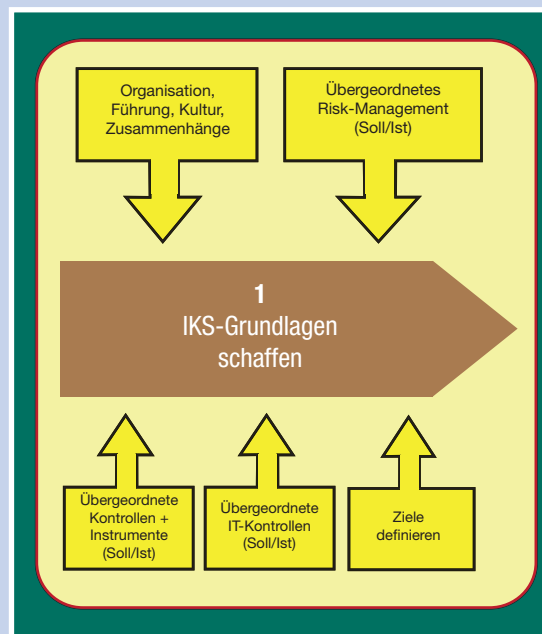 Organisation,
Führung, Kultur,
Zusammenhänge
Übergeordnetes
Risk-Management
(Soll/Ist)
1
IKS-Grundlagen
schaffen
Übergeordnete
Kontrollen +
Instrumente
(Soll/Ist)
Übergeordnete
IT-Kontrollen
(Soll/Ist)
Ziele
definieren